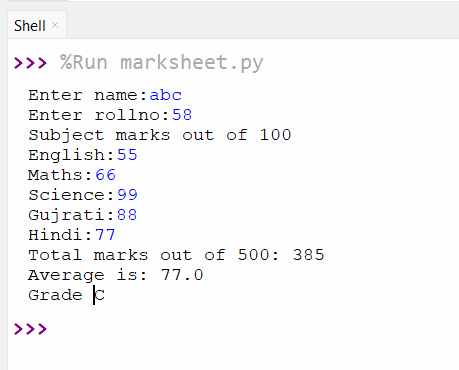 Shell ×
>>> %Run marksheet.py
Enter name:abc
Enter rollno:58
Subject marks out of 100
English:55
Maths:66
Science:99
Gujrati:88
Hindi:77
Total marks out of 500: 385
Average is: 77.0
Grade C
>>>